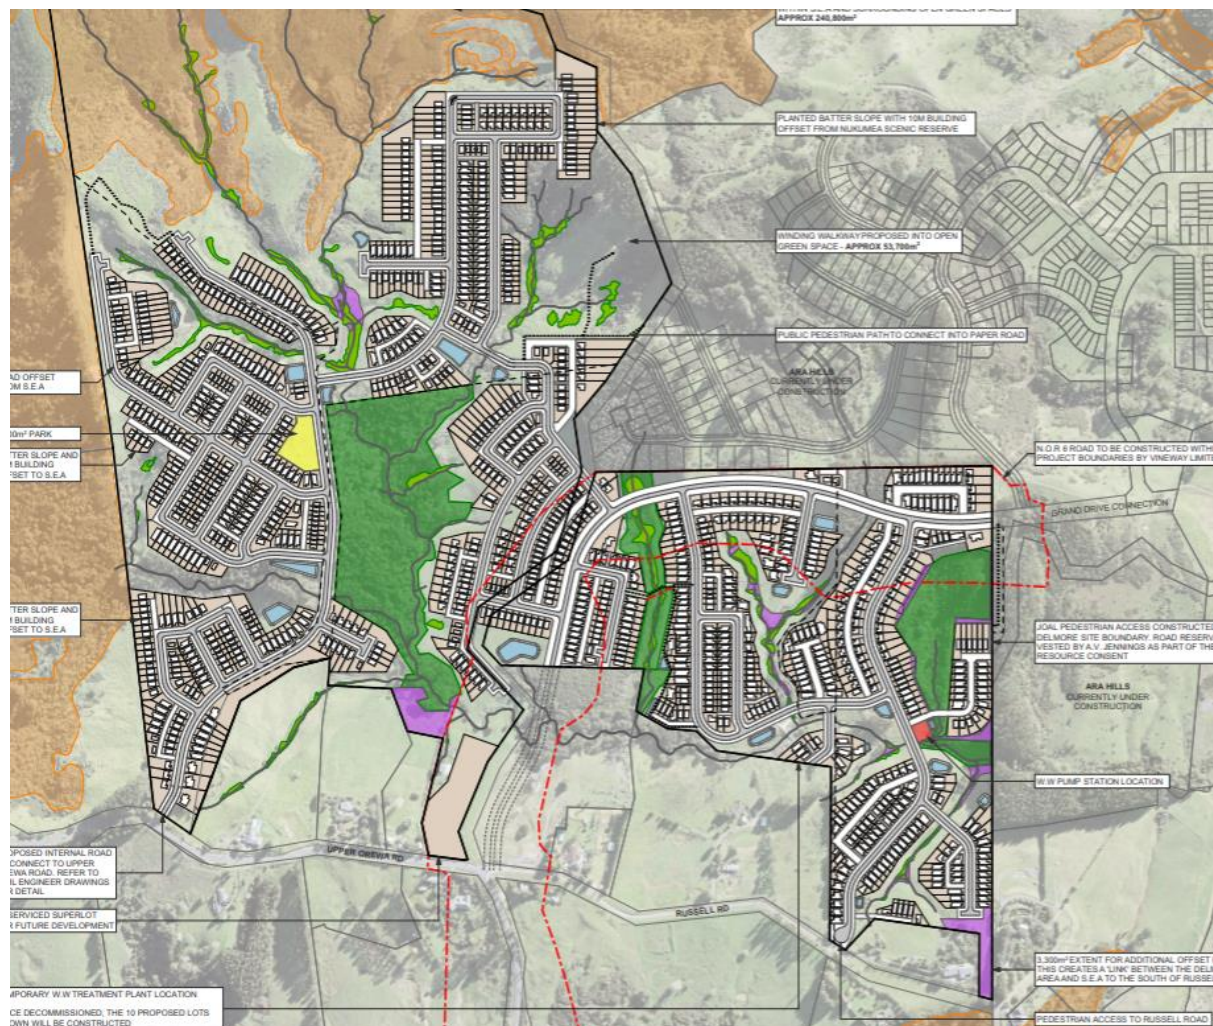 APPROX 240,800m²
PLANTED BATTER SLOPE WITH 10M BUILDING
OFFSET FROM NUKUMEA SCENIC RESERVE
WINDING WALKWAY PROPOSED INTO OPEN
GREEN SPACE - APPROX 53,700m²
PUBLIC PEDESTRIAN PATH TO CONNECT INTO PAPER ROAD
ARA HILLS
CURRENTLY UNDER
CONSTRUCTION
AD OFFSET
OM S.E.A
00m² PARK
TTER SLOPE AND
M BUILDING
FSET TO S.E.A
N.O.R 6 ROAD TO BE CONSTRUCTED WITH
PROJECT BOUNDARIES BY VINEWAY LIMITE
GRAND DRIVE CONNECTION
TTER SLOPE AND
M BUILDING
FSET TO S.E.A
JOAL PEDESTRIAN ACCESS CONSTRUCTED
DELMORE SITE BOUNDARY. ROAD RESERV
VESTED BY A.V. JENNINGS AS PART OF THE
RESOURCE CONSENT
ARA HILLS
CURRENTLY UNDER
CONSTRUCTION
W.W PUMP STATION LOCATION
OPOSED INTERNAL ROAD
CONNECT TO UPPER
EWA ROAD. REFER TO
IL ENGINEER DRAWINGS
R DETAIL
UPPER OREWA RD
RUSSELL RD
SERVICED SUPERLOT
R FUTURE DEVELOPMENT
3,300m² EXTENT FOR ADDITIONAL OFFSET
THIS CREATES A 'LINK' BETWEEN THE DEL
AREA AND S.E.A TO THE SOUTH OF RUSSE
MPORARY W.W TREATMENT PLANT LOCATION
CE DECOMMISSIONED, THE 10 PROPOSED LOTS
OWN WILL BE CONSTRUCTED
PEDESTRIAN ACCESS TO RUSSELL ROAD